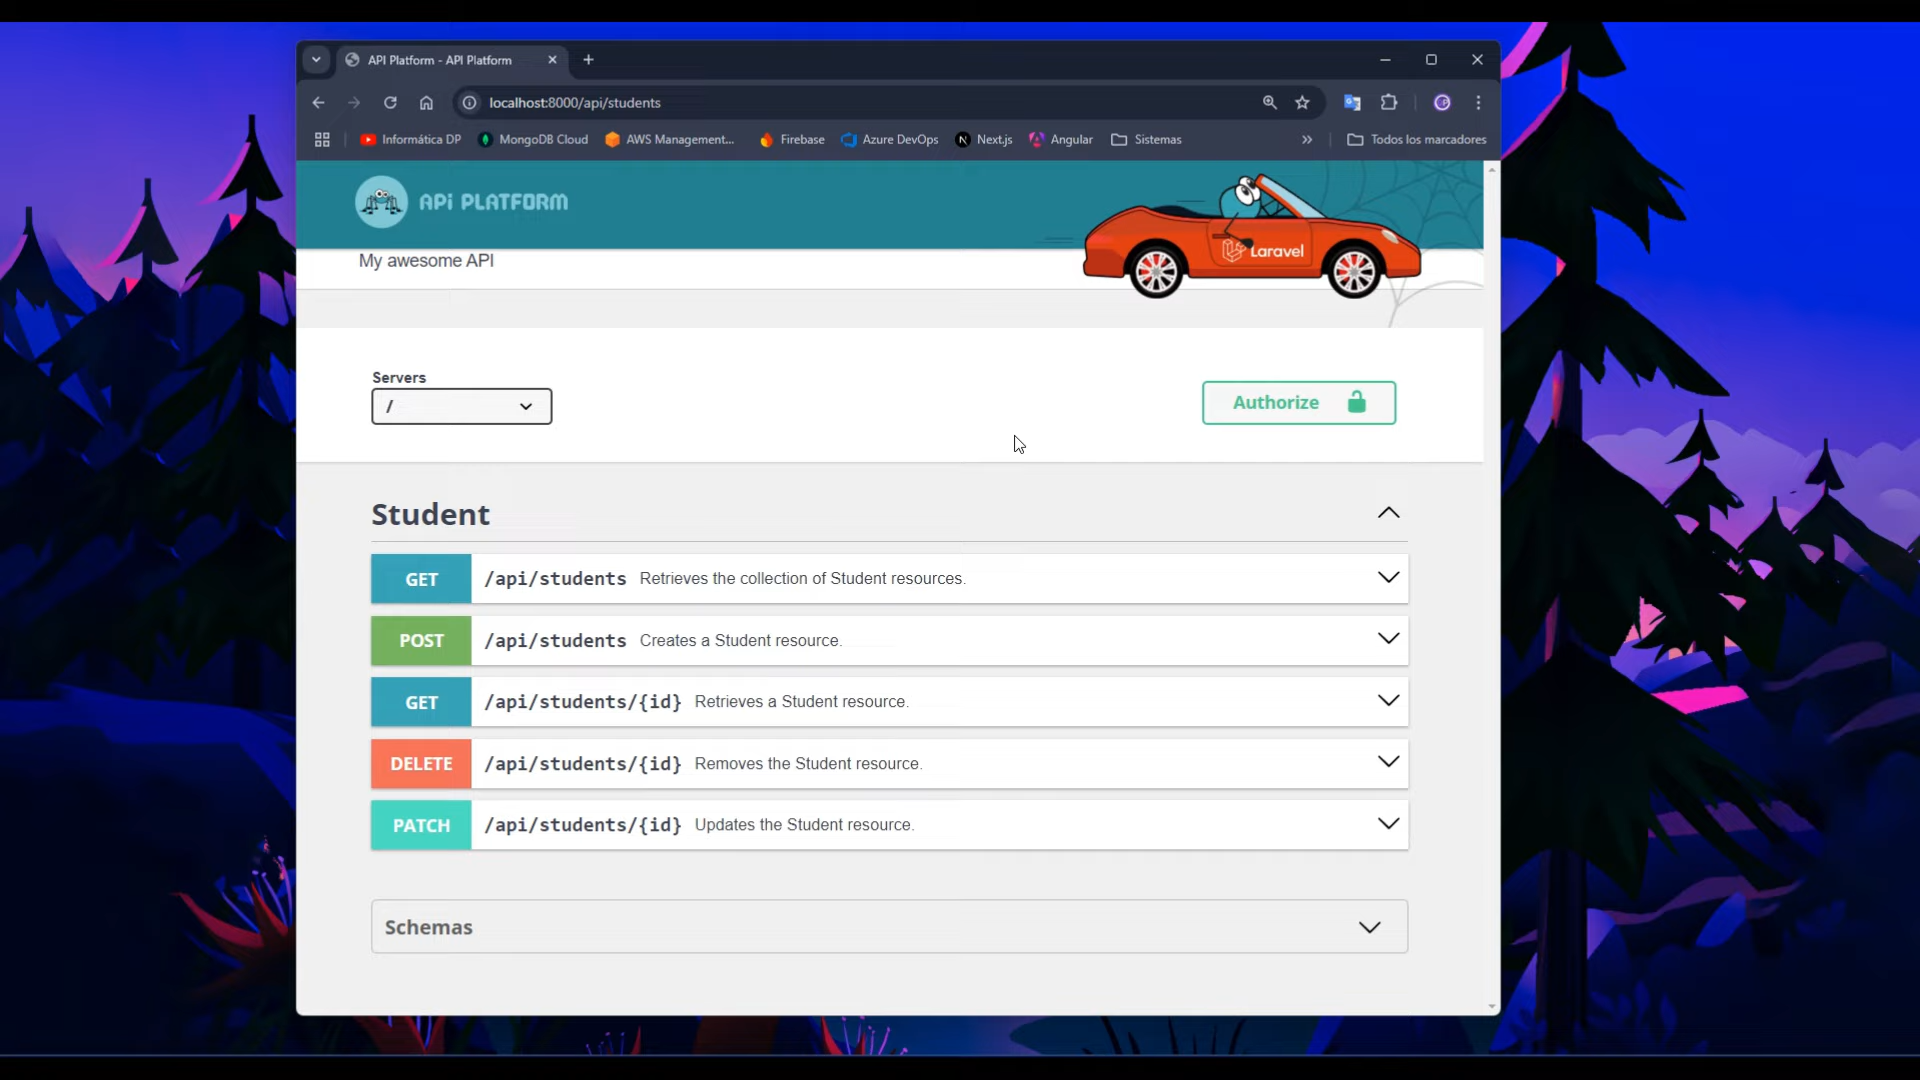 API Platform - API Platform
localhost:8000/api/students
Informática DP
MongoDB Cloud
AWS Management...
Firebase
Azure DevOps
Next.js
Angular
Sistemas
»
Todos los marcadores
API PLATFORM
Laravel
My awesome API
Servers
/
Authorize
Student
GET /api/students Retrieves the collection of Student resources.
POST /api/students Creates a Student resource.
GET /api/students/{id} Retrieves a Student resource.
DELETE /api/students/{id} Removes the Student resource.
PATCH /api/students/{id} Updates the Student resource.
Schemas